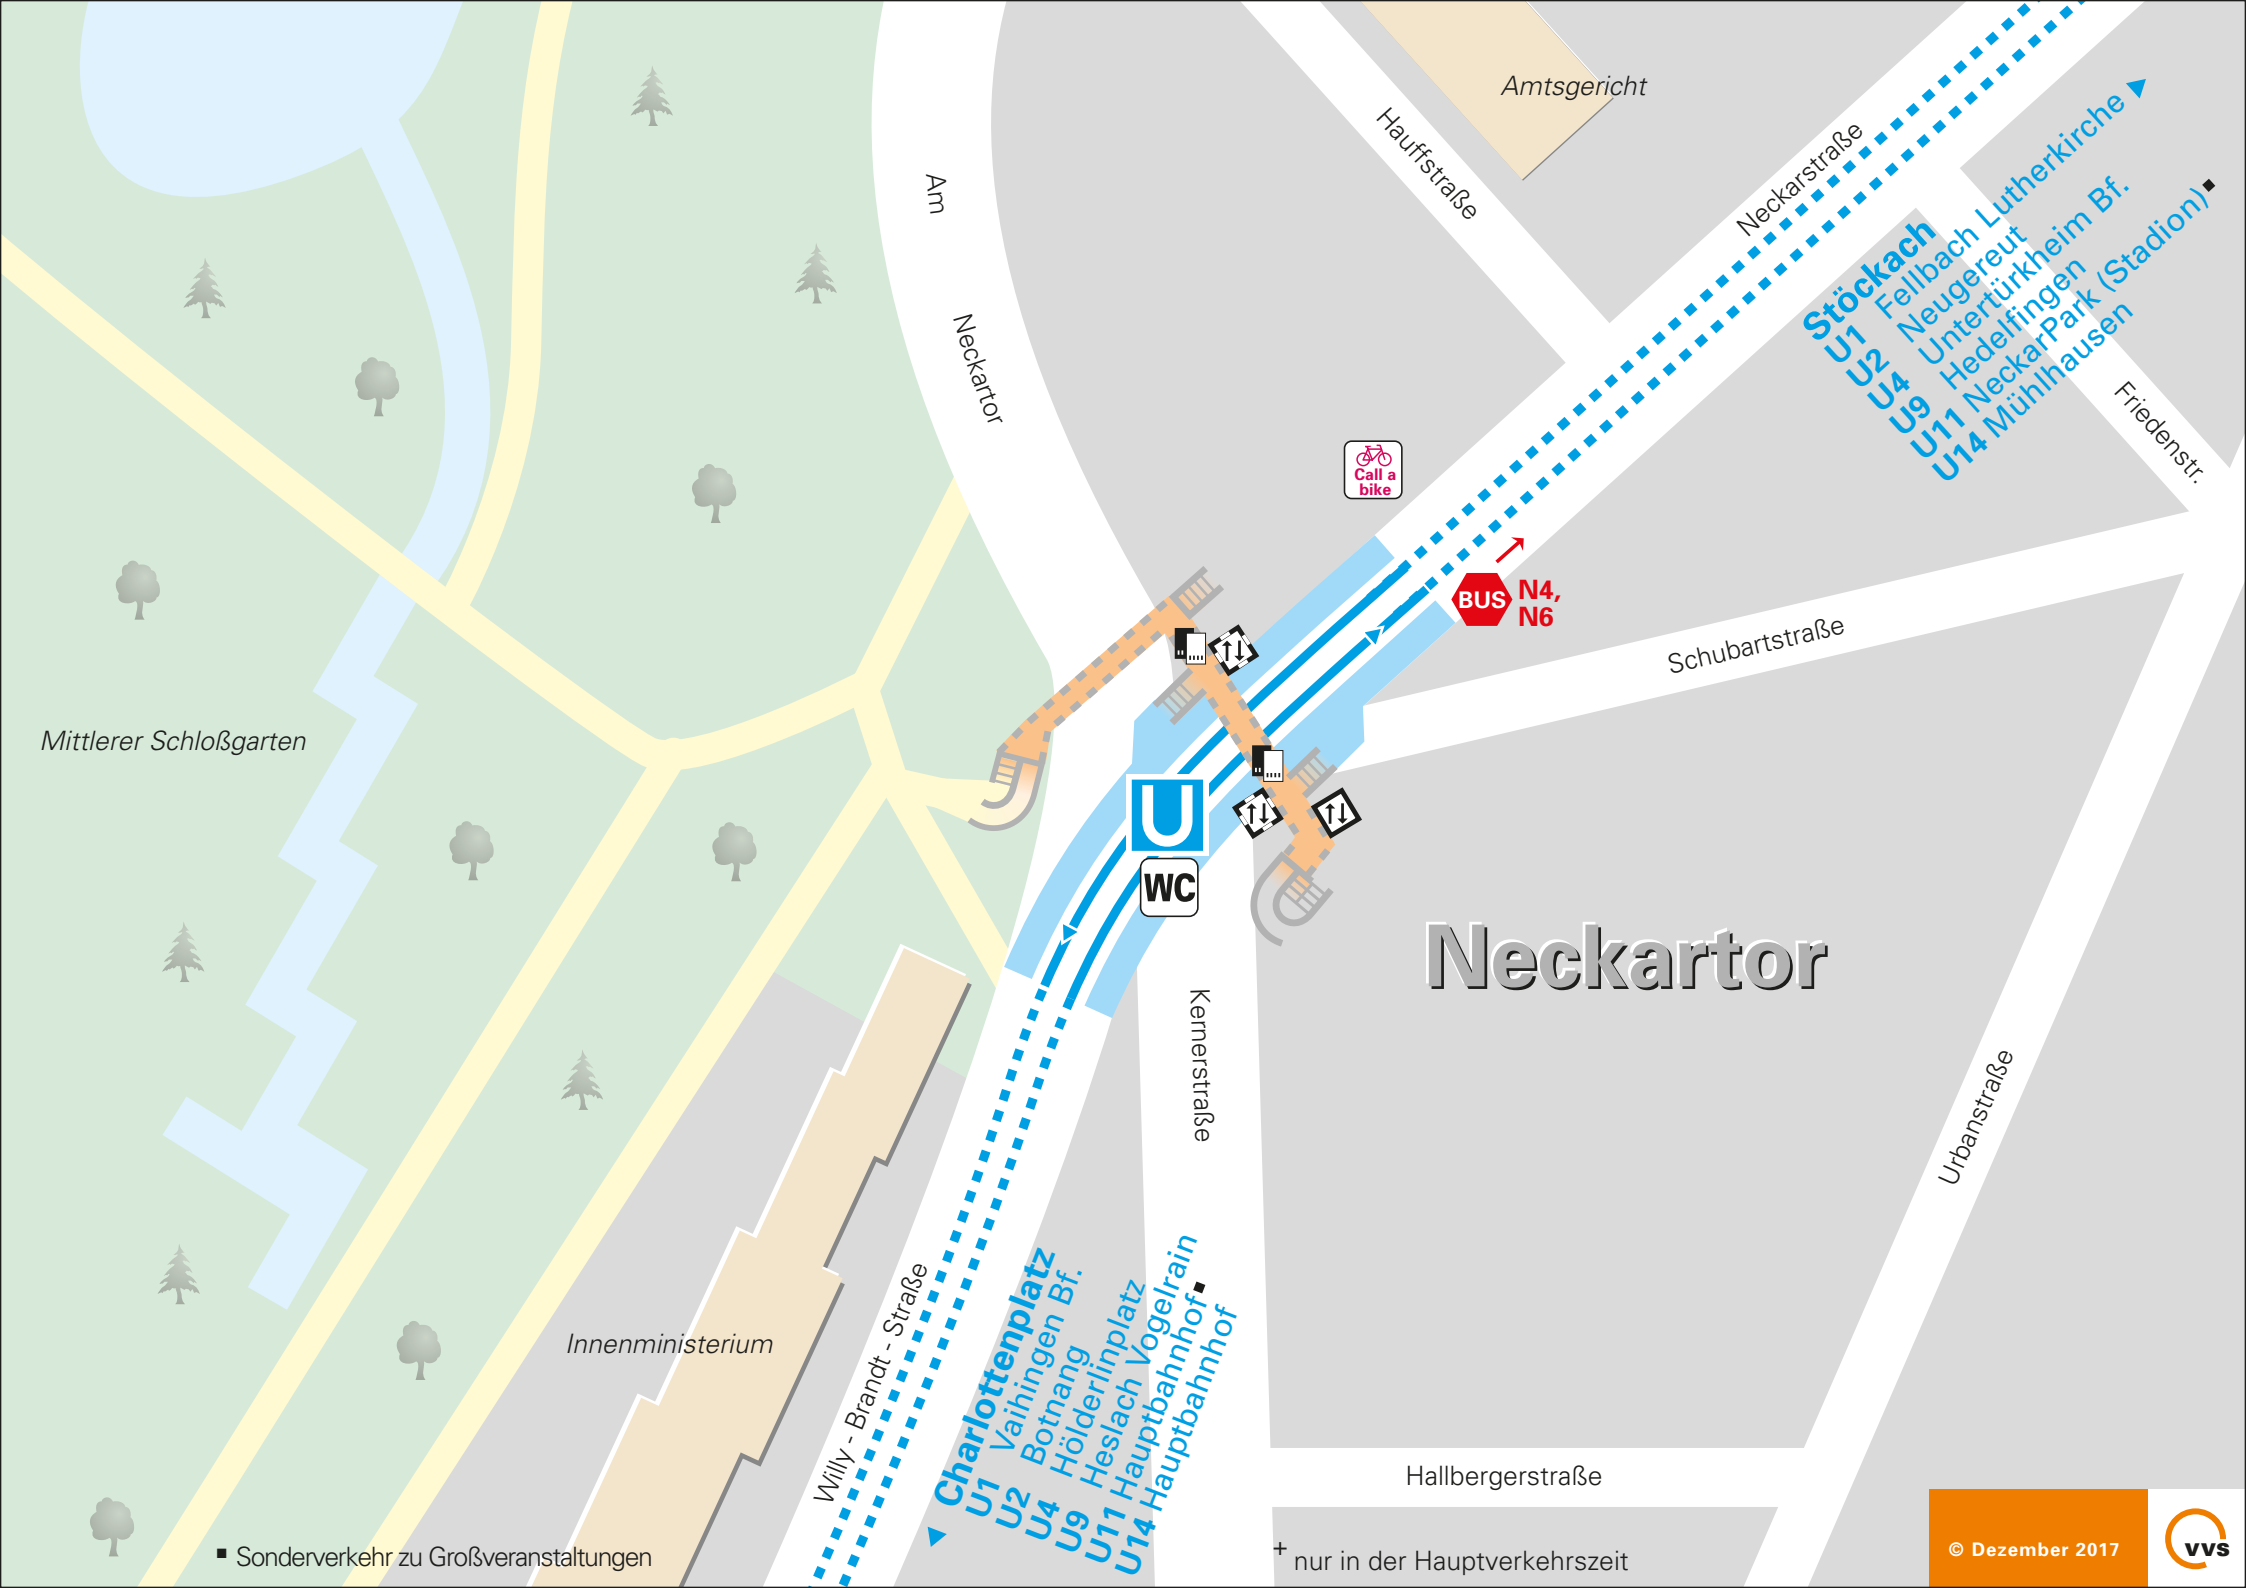 Amtsgericht
Hauffstraße
Neckarstraße
Am
Neckartor
Stöckach
U1 Fellbach Lutherkirche
U2 Neugereut
U4 Untertürkheim Bf.
U9 Hedelfingen
U11 NeckarPark (Stadion)▪
U14 Mühlhausen
Friedenstr.
Call a
bike
BUS
N4,
N6
Schubartstraße
Mittlerer Schloßgarten
U
WC
Neckartor
Kernerstraße
Urbanstraße
Innenministerium
Willy - Brandt - Straße
Charlottenplatz
U1 Vaihingen Bf.
U2 Botnang
U4 Hölderlinplatz
U9 Heslach Vogelrain
U11 Hauptbahnhof▪
U14 Hauptbahnhof
Hallbergerstraße
▪ Sonderverkehr zu Großveranstaltungen
+ nur in der Hauptverkehrszeit
© Dezember 2017
vvs